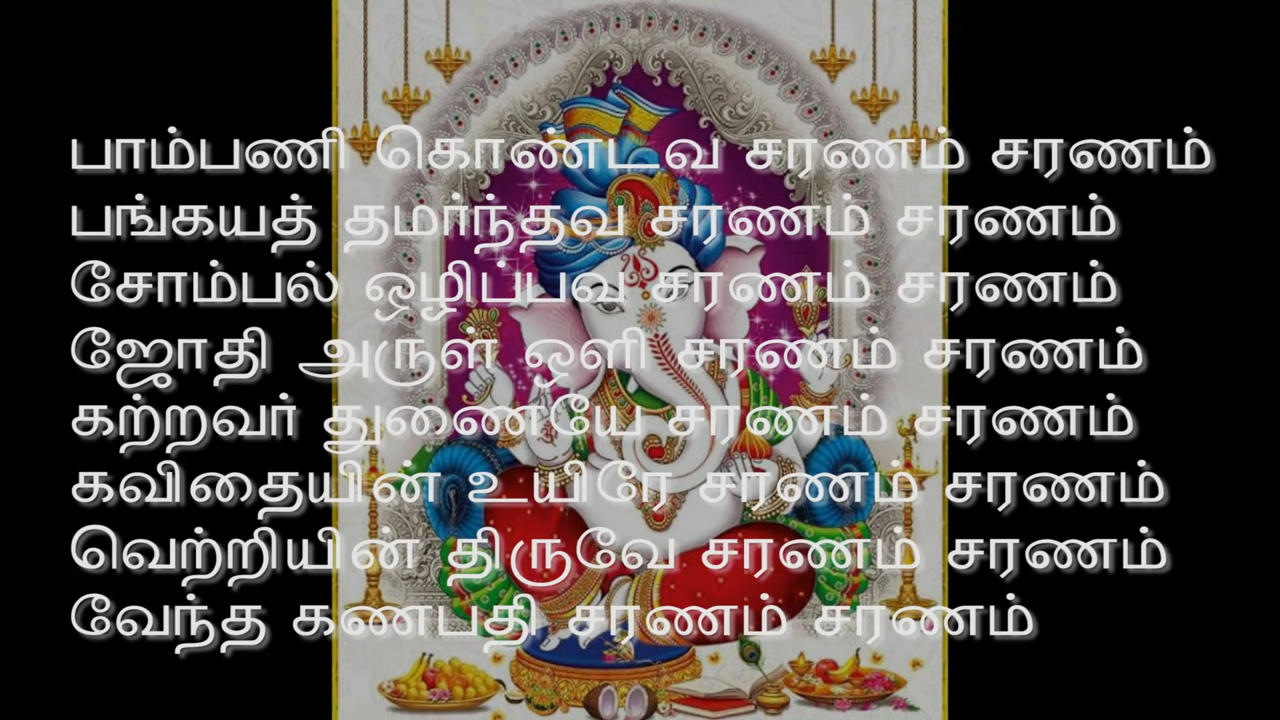 பாம்பணி கொண்டவ சரணம் சரணம்
பங்கயத் தமர்ந்தவ சரணம் சரணம்
சோம்பல் ஒழிப்பவ சரணம் சரணம்
ஜோதி அருள் ஒளி சரணம் சரணம்
கற்றவர் துணையே சரணம் சரணம்
கவிதையின் உயிரே சரணம் சரணம்
வெற்றியின் திருவே சரணம் சரணம்
வேந்த கணபதி சரணம் சரணம்